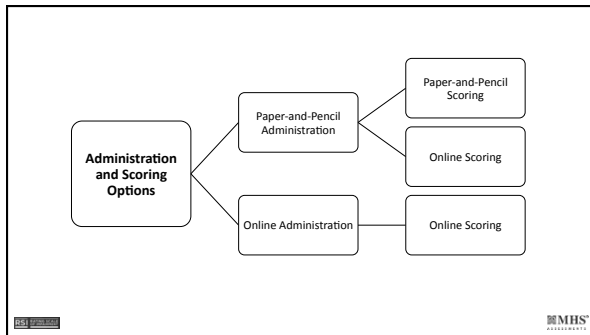 Administration
and Scoring
Options
Paper-and-Pencil
Administration
Online Administration
Paper-and-Pencil
Scoring
Online Scoring
Online Scoring
RSi
MHS
ASSESSMENTS